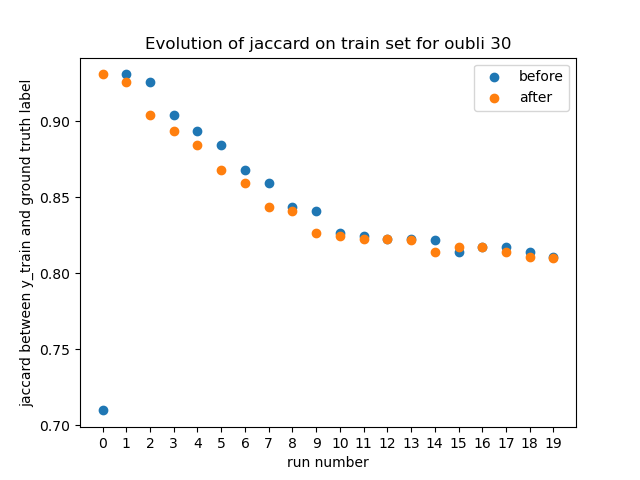 Evolution of jaccard on train set for oubli 30
before
after
jaccard between y_train and ground truth label
0.90
0.85
0.80
0.75
0.70
0 1 2 3 4 5 6 7 8 9 10 11 12 13 14 15 16 17 18 19
run number